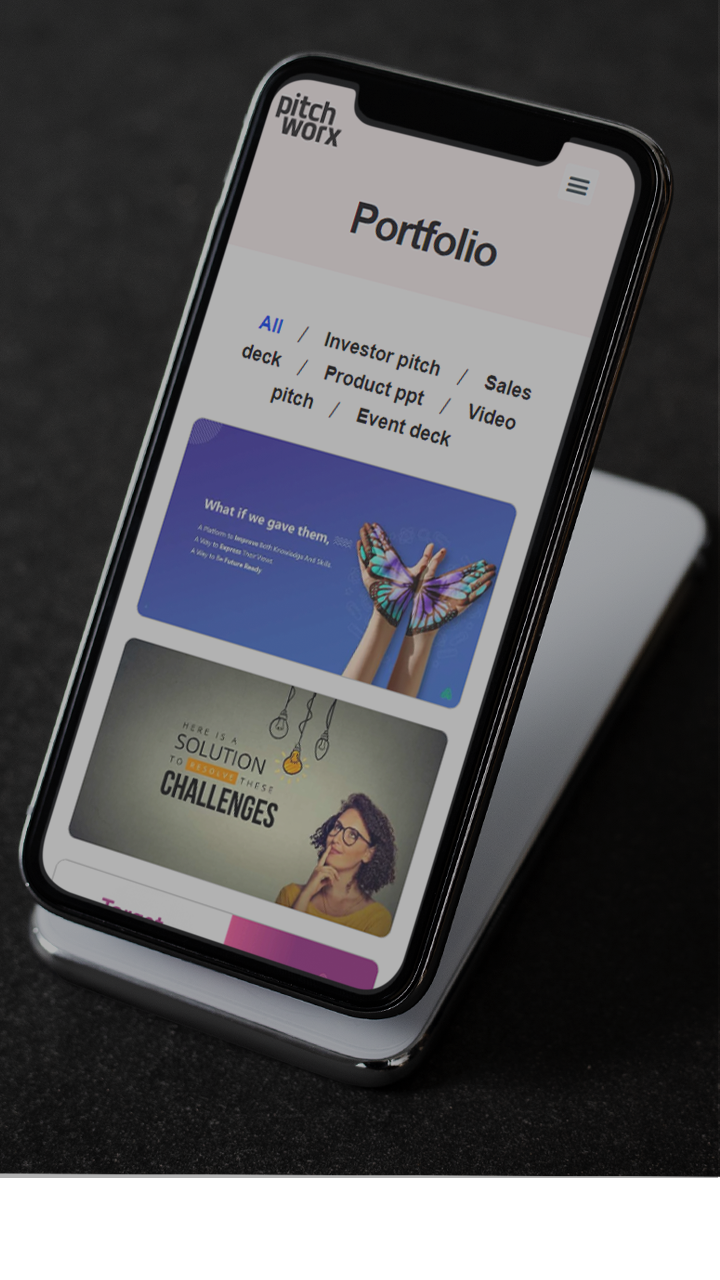 pitch
worx
Portfolio
All / Investor pitch / Sales
deck / Product ppt / Video
pitch / Event deck
What if we gave them,
A Platform to Improve Both Knowledge And Skills.
A Way to Express Their Views
A Way to Be Future Ready
HERE IS A
SOLUTION
TO RESOLVE THESE
CHALLENGES
Target